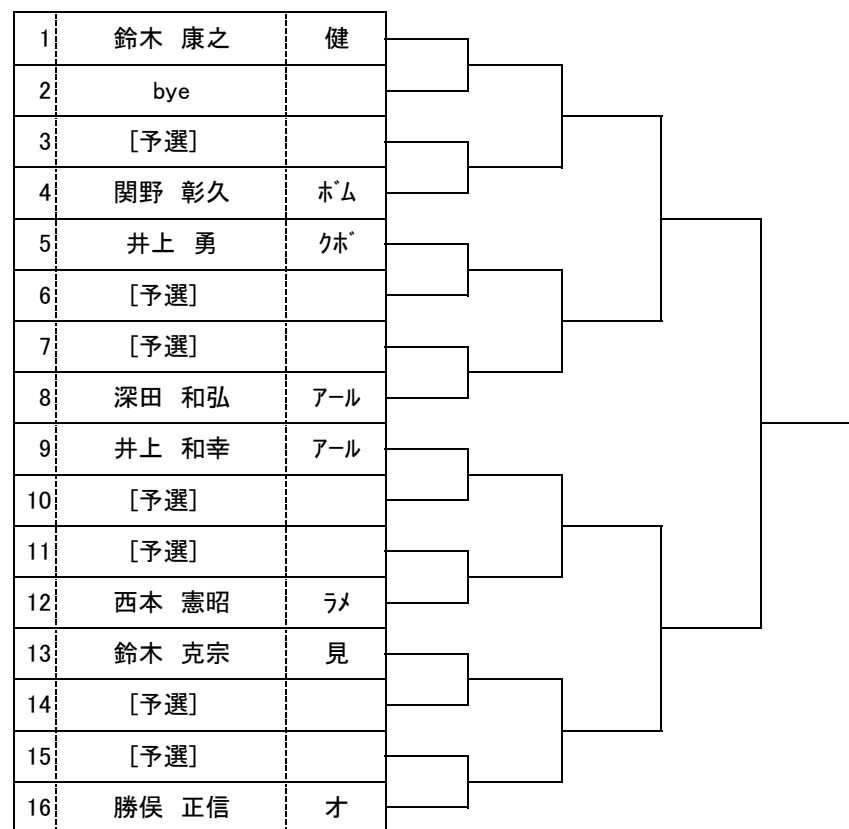 1 鈴木 康之 健
2 bye
3 [予選]
4 関野 彰久 ﾎﾞﾑ
5 井上 勇 ｸﾎﾞ
6 [予選]
7 [予選]
8 深田 和弘 ｱｰﾙ
9 井上 和幸 ｱｰﾙ
10 [予選]
11 [予選]
12 西本 憲昭 ﾗﾒ
13 鈴木 克宗 見
14 [予選]
15 [予選]
16 勝俣 正信 才